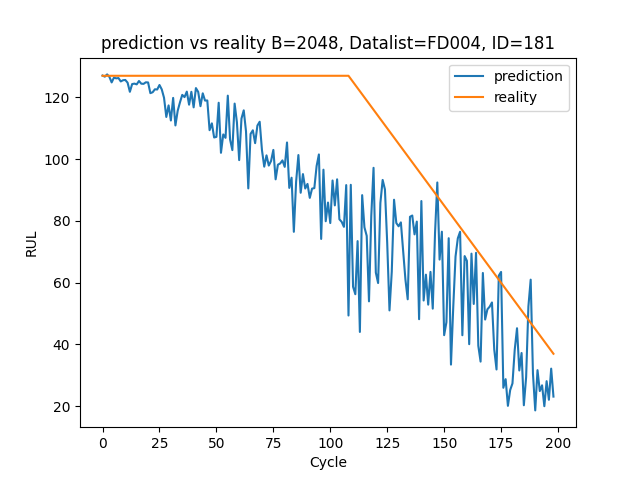 prediction vs reality B=2048, Datalist=FD004, ID=181
prediction
reality
RUL
120
100
80
60
40
20
0 25 50 75 100 125 150 175 200
Cycle